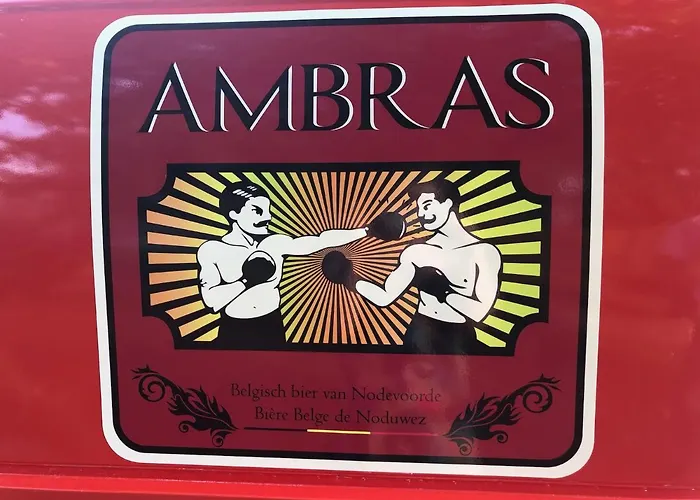 AMBRAS
Belgisch bier van Nodevoorde
Bière Belge de Noduwez